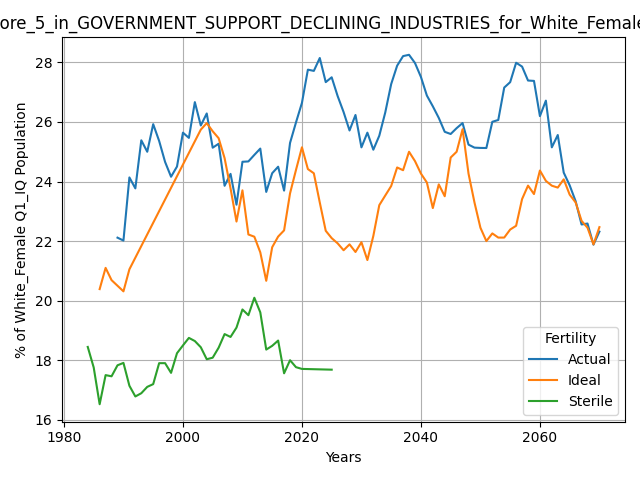 ore_5_in_GOVERNMENT_SUPPORT_DECLINING_INDUSTRIES_for_White_Female
% of White_Female Q1_IQ Population
28
26
24
22
20
18
16
1980
2000
2020
2040
2060
Years
Fertility
Actual
Ideal
Sterile